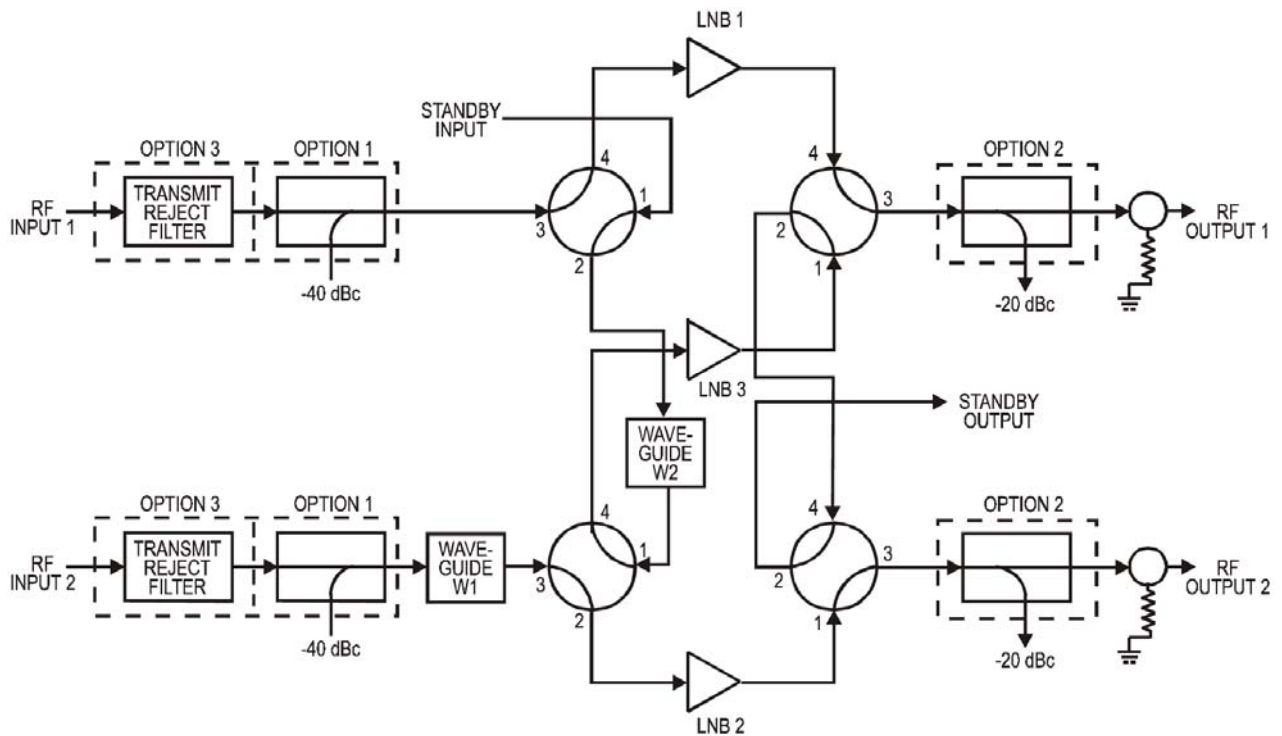 LNB 1
STANDBY
INPUT
OPTION 3
OPTION 1
4
4
OPTION 2
RF
INPUT 1
TRANSMIT
REJECT
FILTER
1
3
2
2
3
1
RF
OUTPUT 1
-40 dBc
-20 dBc
LNB 3
STANDBY
OUTPUT
WAVE-
GUIDE
W2
OPTION 3
OPTION 1
4
4
OPTION 2
RF
INPUT 2
TRANSMIT
REJECT
FILTER
WAVE-
GUIDE
W1
1
3
2
2
3
1
RF
OUTPUT 2
-40 dBc
-20 dBc
LNB 2